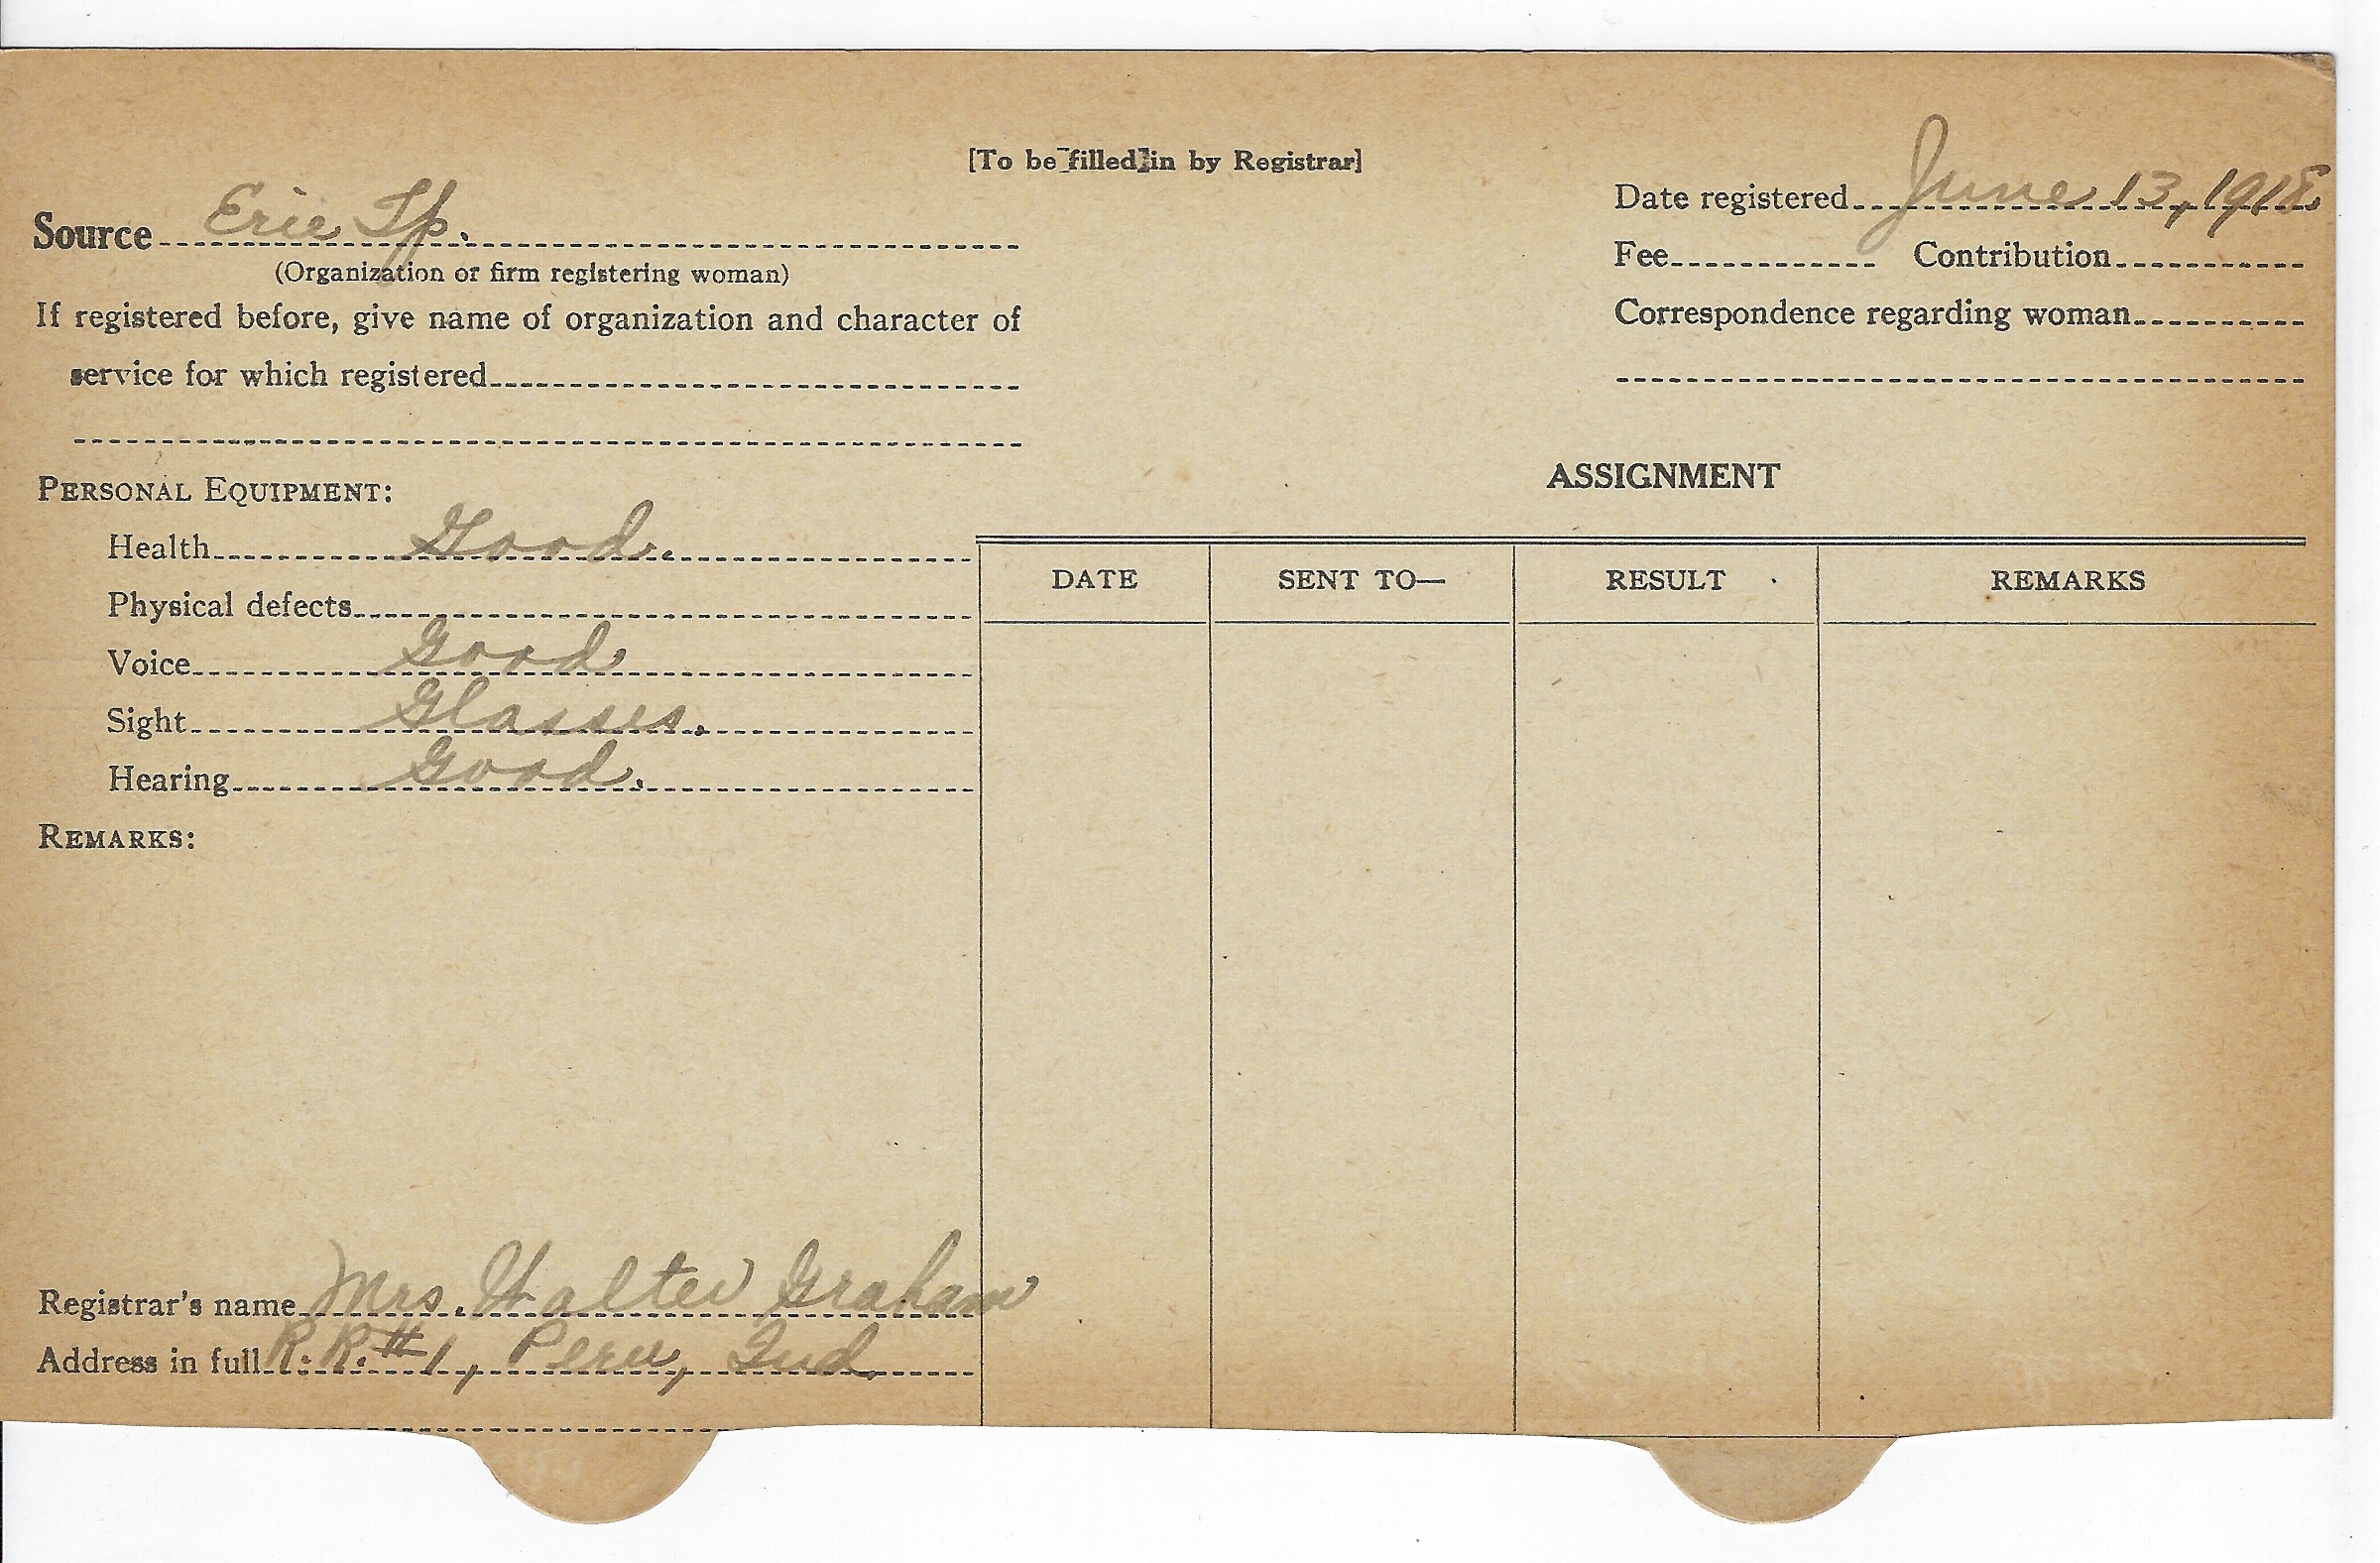 [To be filled in by Registrar]
Source Erie Tp.
(Organization or firm registering woman)
If registered before, give name of organization and character of
service for which registered
Date registered June 13, 1918.
Fee Contribution
Correspondence regarding woman
PERSONAL EQUIPMENT:
Health Good.
Physical defects
Voice Good
Sight Glasses.
Hearing Good.
REMARKS:
ASSIGNMENT
DATE SENT TO— RESULT REMARKS
Registrar's name Mrs. Walter Graham
Address in full R.R.#1, Peru, Ind.